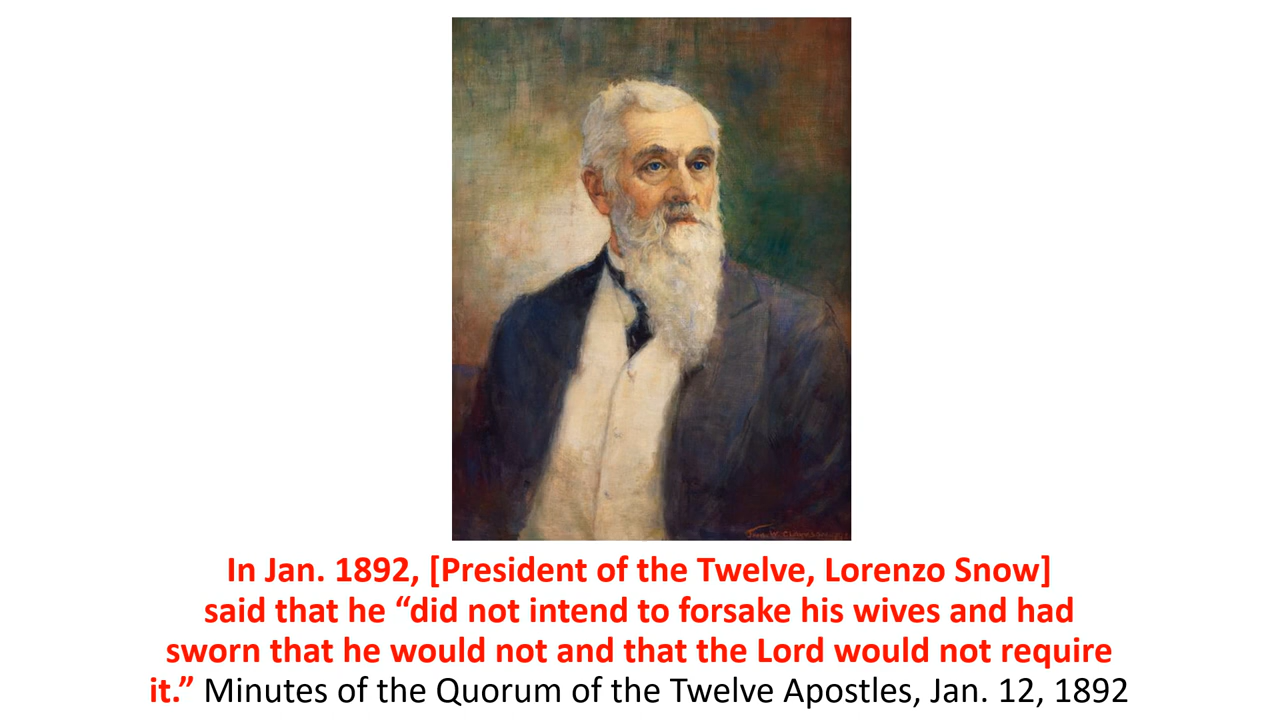 In Jan. 1892, [President of the Twelve, Lorenzo Snow]
said that he “did not intend to forsake his wives and had
sworn that he would not and that the Lord would not require
it.” Minutes of the Quorum of the Twelve Apostles, Jan. 12, 1892